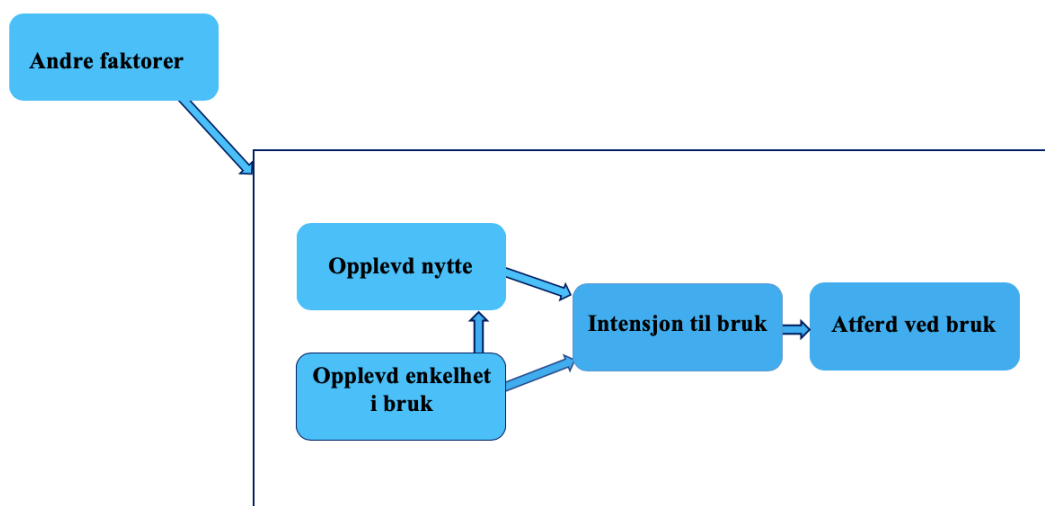 Andre faktorer
Opplevd nytte
Intensjon til bruk
Atferd ved bruk
Opplevd enkelhet
i bruk